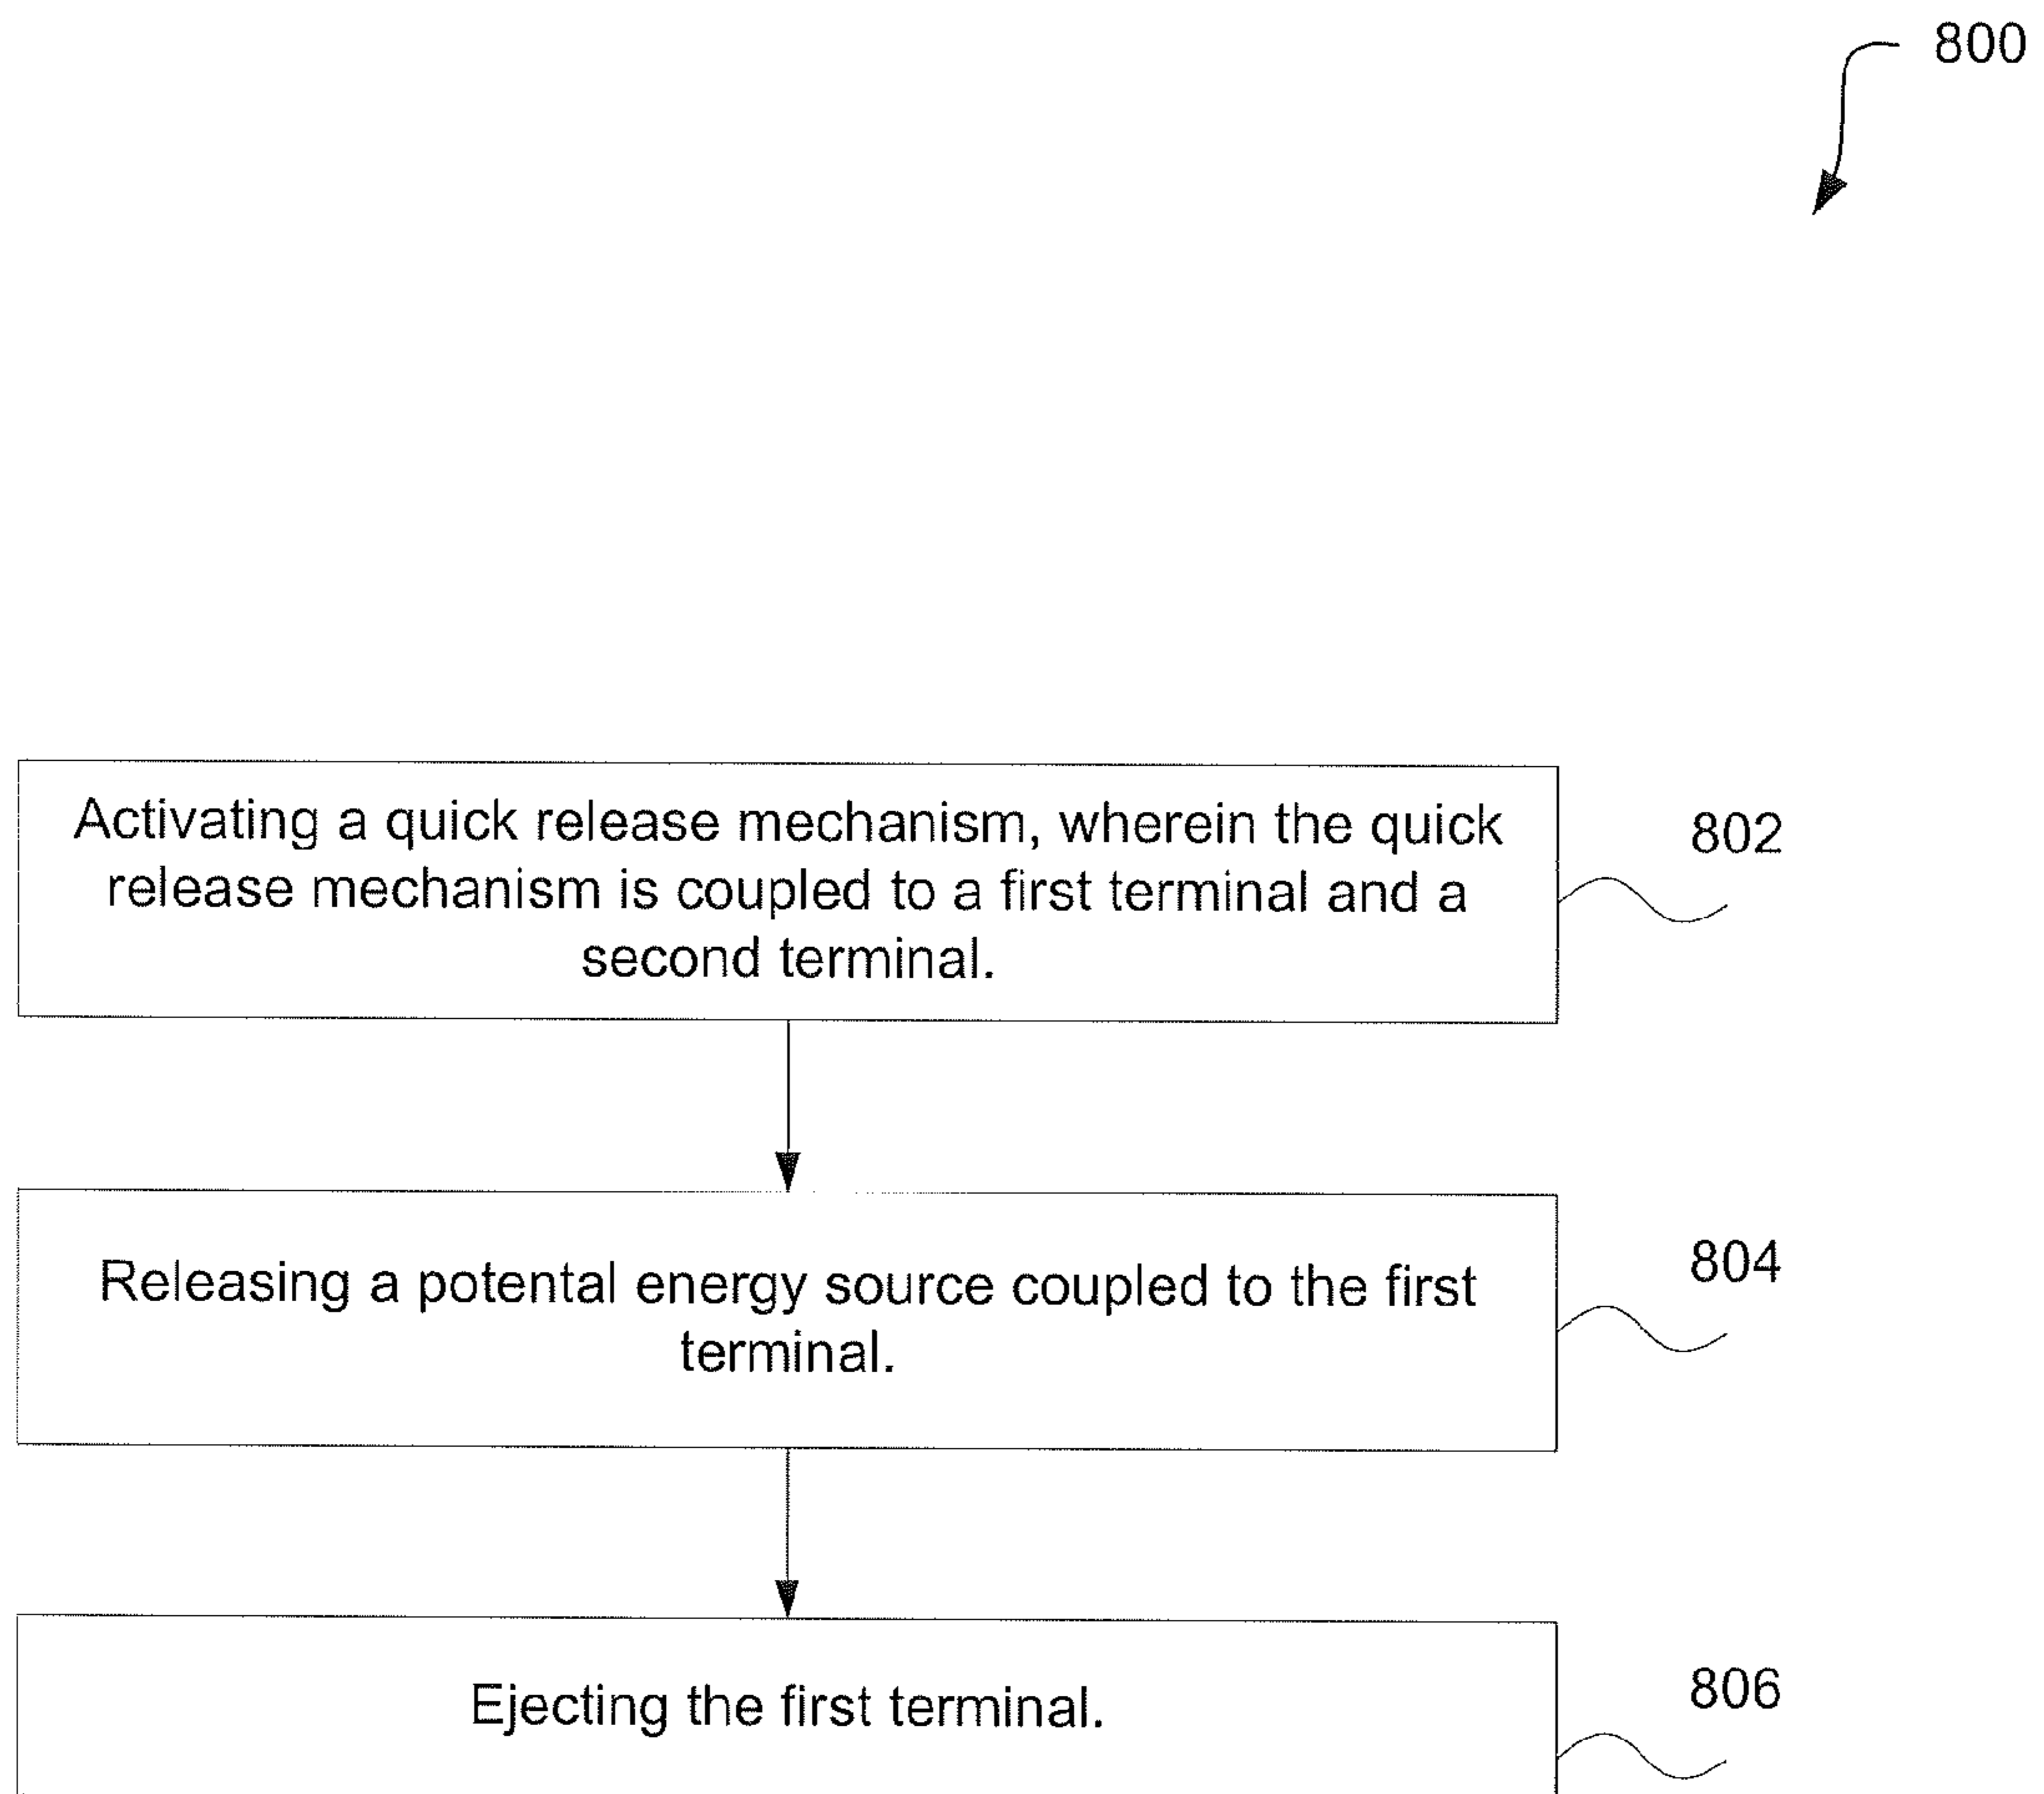 800
Activating a quick release mechanism, wherein the quick
release mechanism is coupled to a first terminal and a
second terminal.
802
Releasing a potental energy source coupled to the first
terminal.
804
Ejecting the first terminal.
806